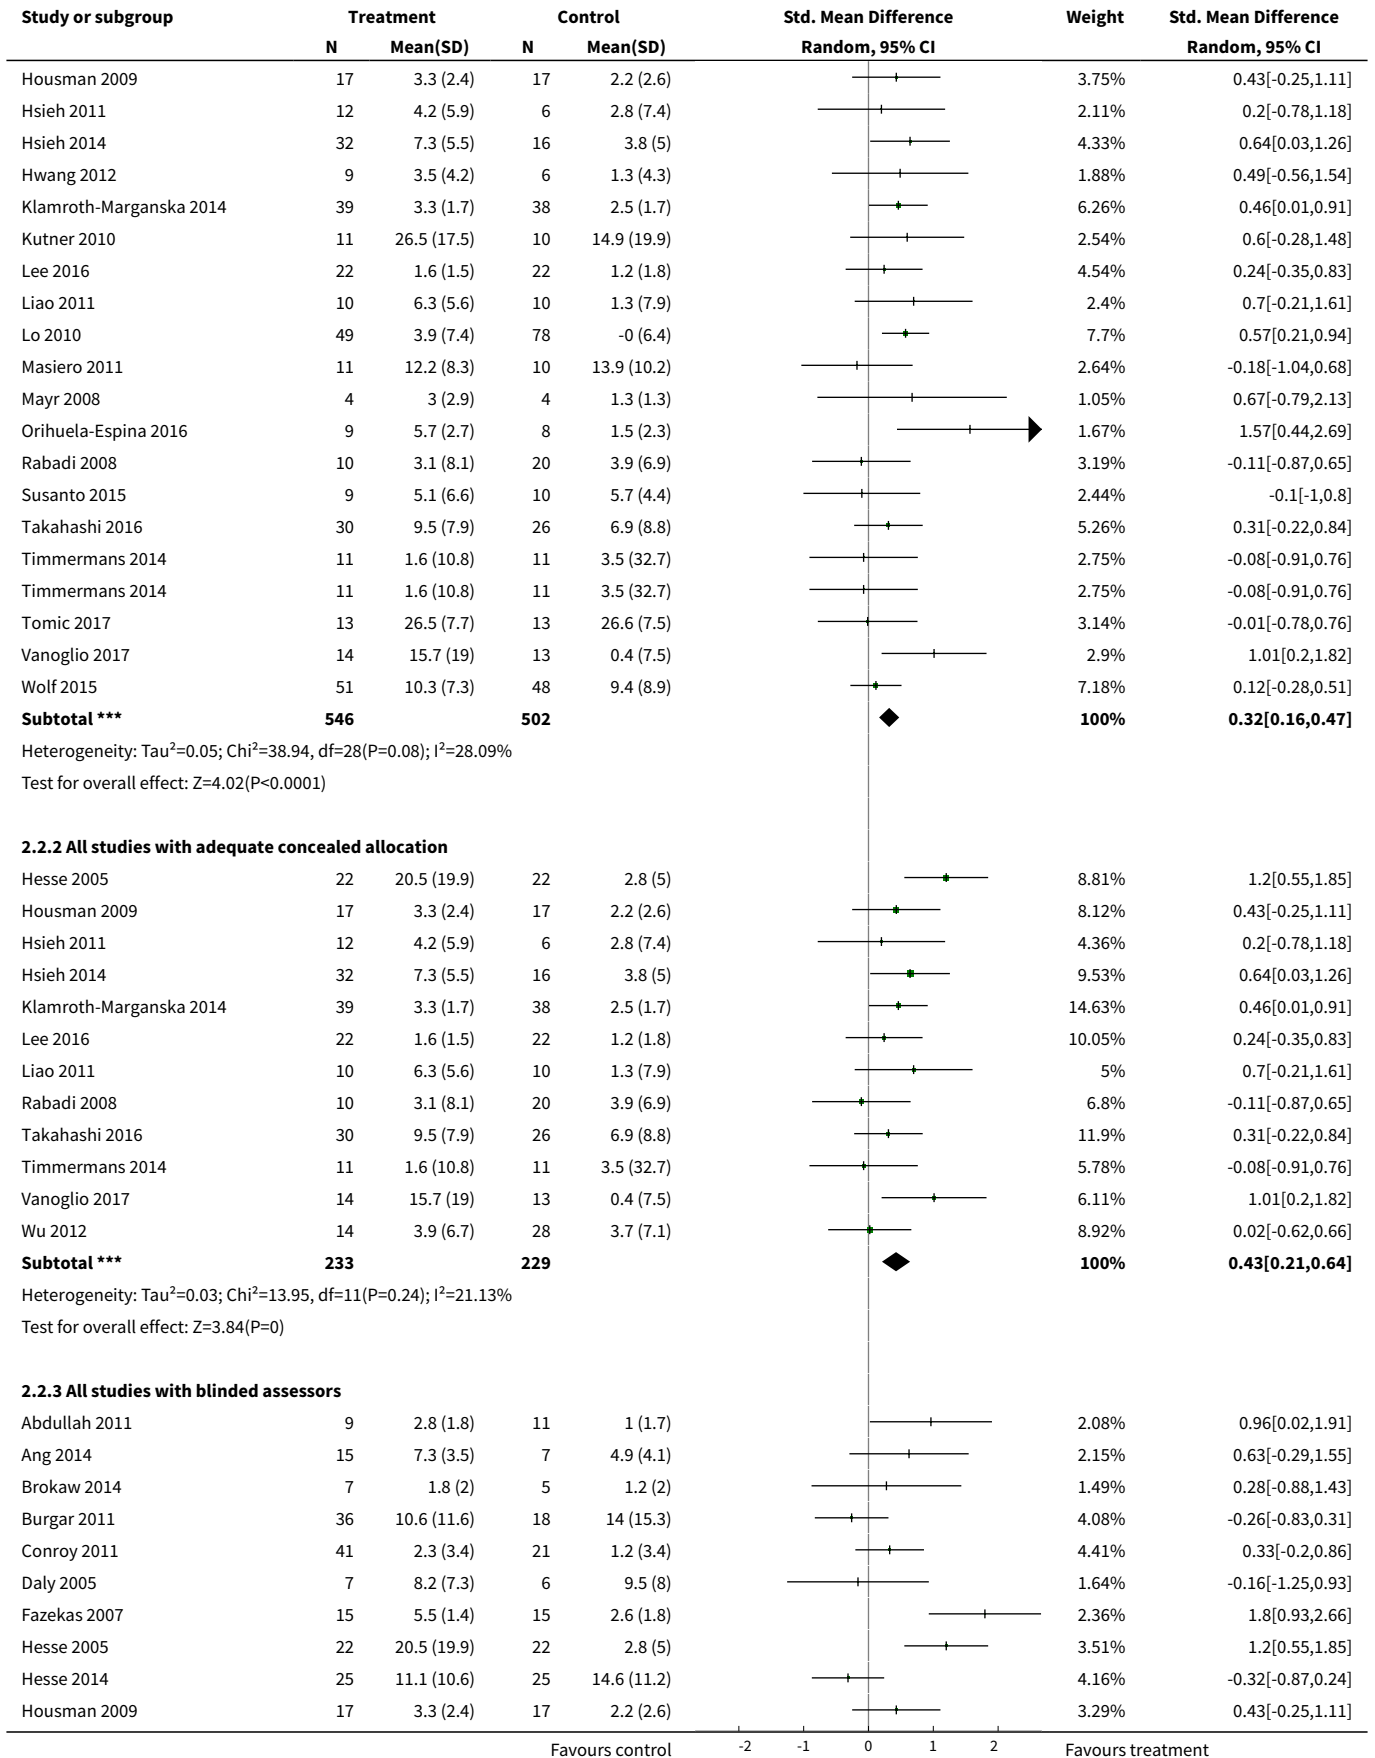 Study or subgroup Treatment Control Std. Mean Difference Weight Std. Mean Difference
N Mean(SD) N Mean(SD) Random, 95% CI Random, 95% CI
Housman 2009 17 3.3 (2.4) 17 2.2 (2.6) 3.75% 0.43[-0.25,1.11]
Hsieh 2011 12 4.2 (5.9) 6 2.8 (7.4) 2.11% 0.2[-0.78,1.18]
Hsieh 2014 32 7.3 (5.5) 16 3.8 (5) 4.33% 0.64[0.03,1.26]
Hwang 2012 9 3.5 (4.2) 6 1.3 (4.3) 1.88% 0.49[-0.56,1.54]
Klamroth-Marganska 2014 39 3.3 (1.7) 38 2.5 (1.7) 6.26% 0.46[0.01,0.91]
Kutner 2010 11 26.5 (17.5) 10 14.9 (19.9) 2.54% 0.6[-0.28,1.48]
Lee 2016 22 1.6 (1.5) 22 1.2 (1.8) 4.54% 0.24[-0.35,0.83]
Liao 2011 10 6.3 (5.6) 10 1.3 (7.9) 2.4% 0.7[-0.21,1.61]
Lo 2010 49 3.9 (7.4) 78 -0 (6.4) 7.7% 0.57[0.21,0.94]
Masiero 2011 11 12.2 (8.3) 10 13.9 (10.2) 2.64% -0.18[-1.04,0.68]
Mayr 2008 4 3 (2.9) 4 1.3 (1.3) 1.05% 0.67[-0.79,2.13]
Orihuela-Espina 2016 9 5.7 (2.7) 8 1.5 (2.3) 1.67% 1.57[0.44,2.69]
Rabadi 2008 10 3.1 (8.1) 20 3.9 (6.9) 3.19% -0.11[-0.87,0.65]
Susanto 2015 9 5.1 (6.6) 10 5.7 (4.4) 2.44% -0.1[-1,0.8]
Takahashi 2016 30 9.5 (7.9) 26 6.9 (8.8) 5.26% 0.31[-0.22,0.84]
Timmermans 2014 11 1.6 (10.8) 11 3.5 (32.7) 2.75% -0.08[-0.91,0.76]
Timmermans 2014 11 1.6 (10.8) 11 3.5 (32.7) 2.75% -0.08[-0.91,0.76]
Tomic 2017 13 26.5 (7.7) 13 26.6 (7.5) 3.14% -0.01[-0.78,0.76]
Vanoglio 2017 14 15.7 (19) 13 0.4 (7.5) 2.9% 1.01[0.2,1.82]
Wolf 2015 51 10.3 (7.3) 48 9.4 (8.9) 7.18% 0.12[-0.28,0.51]
Subtotal *** 546 502 100% 0.32[0.16,0.47]
Heterogeneity: Tau²=0.05; Chi²=38.94, df=28(P=0.08); I²=28.09%
Test for overall effect: Z=4.02(P<0.0001)
2.2.2 All studies with adequate concealed allocation
Hesse 2005 22 20.5 (19.9) 22 2.8 (5) 8.81% 1.2[0.55,1.85]
Housman 2009 17 3.3 (2.4) 17 2.2 (2.6) 8.12% 0.43[-0.25,1.11]
Hsieh 2011 12 4.2 (5.9) 6 2.8 (7.4) 4.36% 0.2[-0.78,1.18]
Hsieh 2014 32 7.3 (5.5) 16 3.8 (5) 9.53% 0.64[0.03,1.26]
Klamroth-Marganska 2014 39 3.3 (1.7) 38 2.5 (1.7) 14.63% 0.46[0.01,0.91]
Lee 2016 22 1.6 (1.5) 22 1.2 (1.8) 10.05% 0.24[-0.35,0.83]
Liao 2011 10 6.3 (5.6) 10 1.3 (7.9) 5% 0.7[-0.21,1.61]
Rabadi 2008 10 3.1 (8.1) 20 3.9 (6.9) 6.8% -0.11[-0.87,0.65]
Takahashi 2016 30 9.5 (7.9) 26 6.9 (8.8) 11.9% 0.31[-0.22,0.84]
Timmermans 2014 11 1.6 (10.8) 11 3.5 (32.7) 5.78% -0.08[-0.91,0.76]
Vanoglio 2017 14 15.7 (19) 13 0.4 (7.5) 6.11% 1.01[0.2,1.82]
Wu 2012 14 3.9 (6.7) 28 3.7 (7.1) 8.92% 0.02[-0.62,0.66]
Subtotal *** 233 229 100% 0.43[0.21,0.64]
Heterogeneity: Tau²=0.03; Chi²=13.95, df=11(P=0.24); I²=21.13%
Test for overall effect: Z=3.84(P=0)
2.2.3 All studies with blinded assessors
Abdullah 2011 9 2.8 (1.8) 11 1 (1.7) 2.08% 0.96[0.02,1.91]
Ang 2014 15 7.3 (3.5) 7 4.9 (4.1) 2.15% 0.63[-0.29,1.55]
Brokaw 2014 7 1.8 (2) 5 1.2 (2) 1.49% 0.28[-0.88,1.43]
Burgar 2011 36 10.6 (11.6) 18 14 (15.3) 4.08% -0.26[-0.83,0.31]
Conroy 2011 41 2.3 (3.4) 21 1.2 (3.4) 4.41% 0.33[-0.2,0.86]
Daly 2005 7 8.2 (7.3) 6 9.5 (8) 1.64% -0.16[-1.25,0.93]
Fazekas 2007 15 5.5 (1.4) 15 2.6 (1.8) 2.36% 1.8[0.93,2.66]
Hesse 2005 22 20.5 (19.9) 22 2.8 (5) 3.51% 1.2[0.55,1.85]
Hesse 2014 25 11.1 (10.6) 25 14.6 (11.2) 4.16% -0.32[-0.87,0.24]
Housman 2009 17 3.3 (2.4) 17 2.2 (2.6) 3.29% 0.43[-0.25,1.11]
Favours control -2 -1 0 1 2 Favours treatment